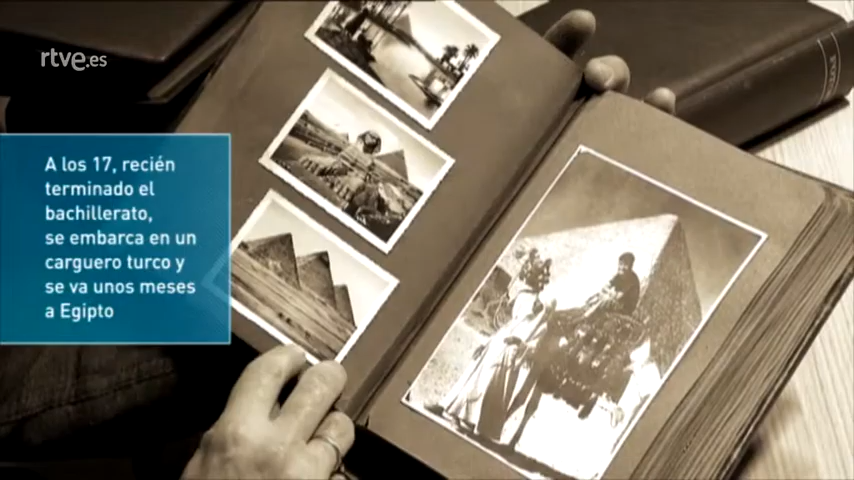 rtve.es
A los 17, recién
terminado el
bachillerato,
se embarca en un
carguero turco y
se va unos meses
a Egipto